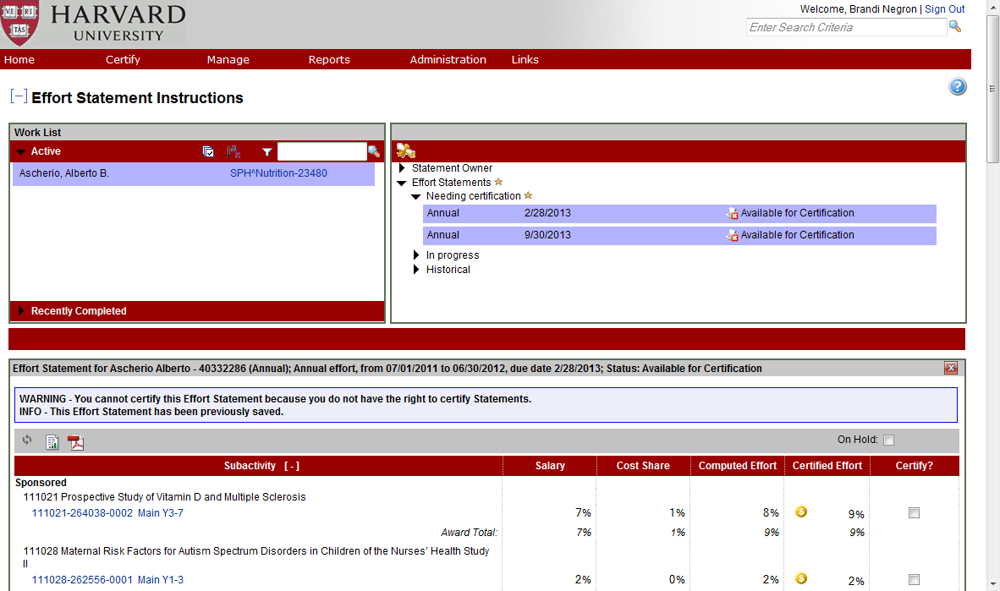 VE RI
TAS
HARVARD
UNIVERSITY
Welcome, Brandi Negron | Sign Out
Enter Search Criteria
Home Certify Manage Reports Administration Links
[−] Effort Statement Instructions
?
Work List
Active
Ascherio, Alberto B. SPH^Nutrition-23480
Recently Completed
Statement Owner
Effort Statements
Needing certification
Annual 2/28/2013 Available for Certification
Annual 9/30/2013 Available for Certification
In progress
Historical
Effort Statement for Ascherio Alberto - 40332286 (Annual); Annual effort, from 07/01/2011 to 06/30/2012, due date 2/28/2013; Status: Available for Certification
WARNING - You cannot certify this Effort Statement because you do not have the right to certify Statements.
INFO - This Effort Statement has been previously saved.
On Hold:
Subactivity [-] Salary Cost Share Computed Effort Certified Effort Certify?
Sponsored
111021 Prospective Study of Vitamin D and Multiple Sclerosis
111021-264038-0002 Main Y3-7 7% 1% 8% 9%
Award Total: 7% 1% 9% 9%
111028 Maternal Risk Factors for Autism Spectrum Disorders in Children of the Nurses' Health Study
II
111028-262556-0001 Main Y1-3 2% 0% 2% 2%